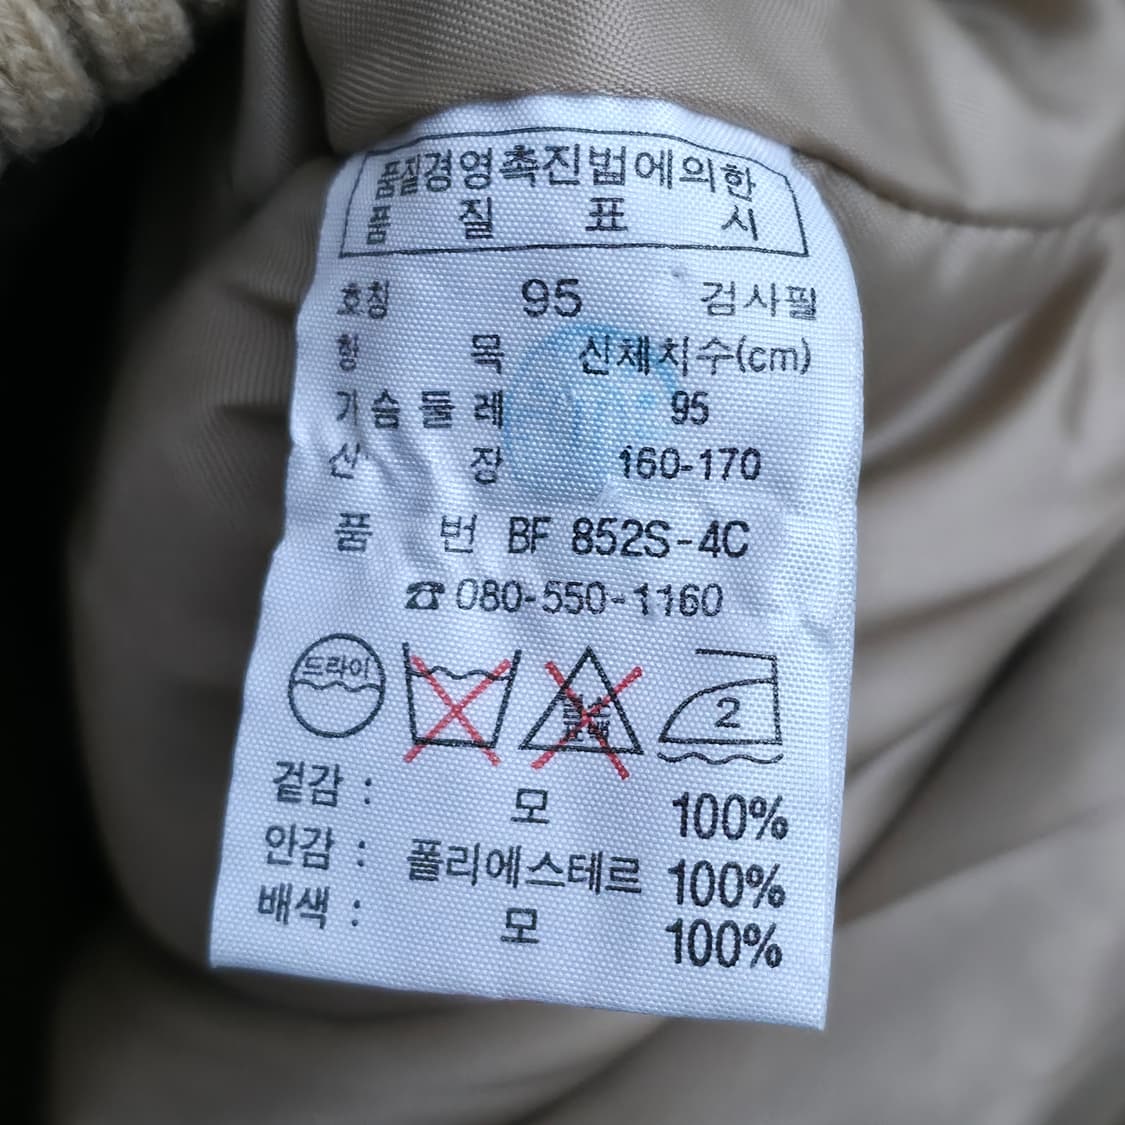 품질경영촉진법에의한
품 질 표 시
호칭 95 검사필
항 목 신체치수(cm)
가 슴 둘 레 95
신 장 160-170
품 번 BF 852S-4C
☎ 080-550-1160
드라이
2
겉감 : 모 100%
안감 : 폴리에스테르 100%
배색 : 모 100%